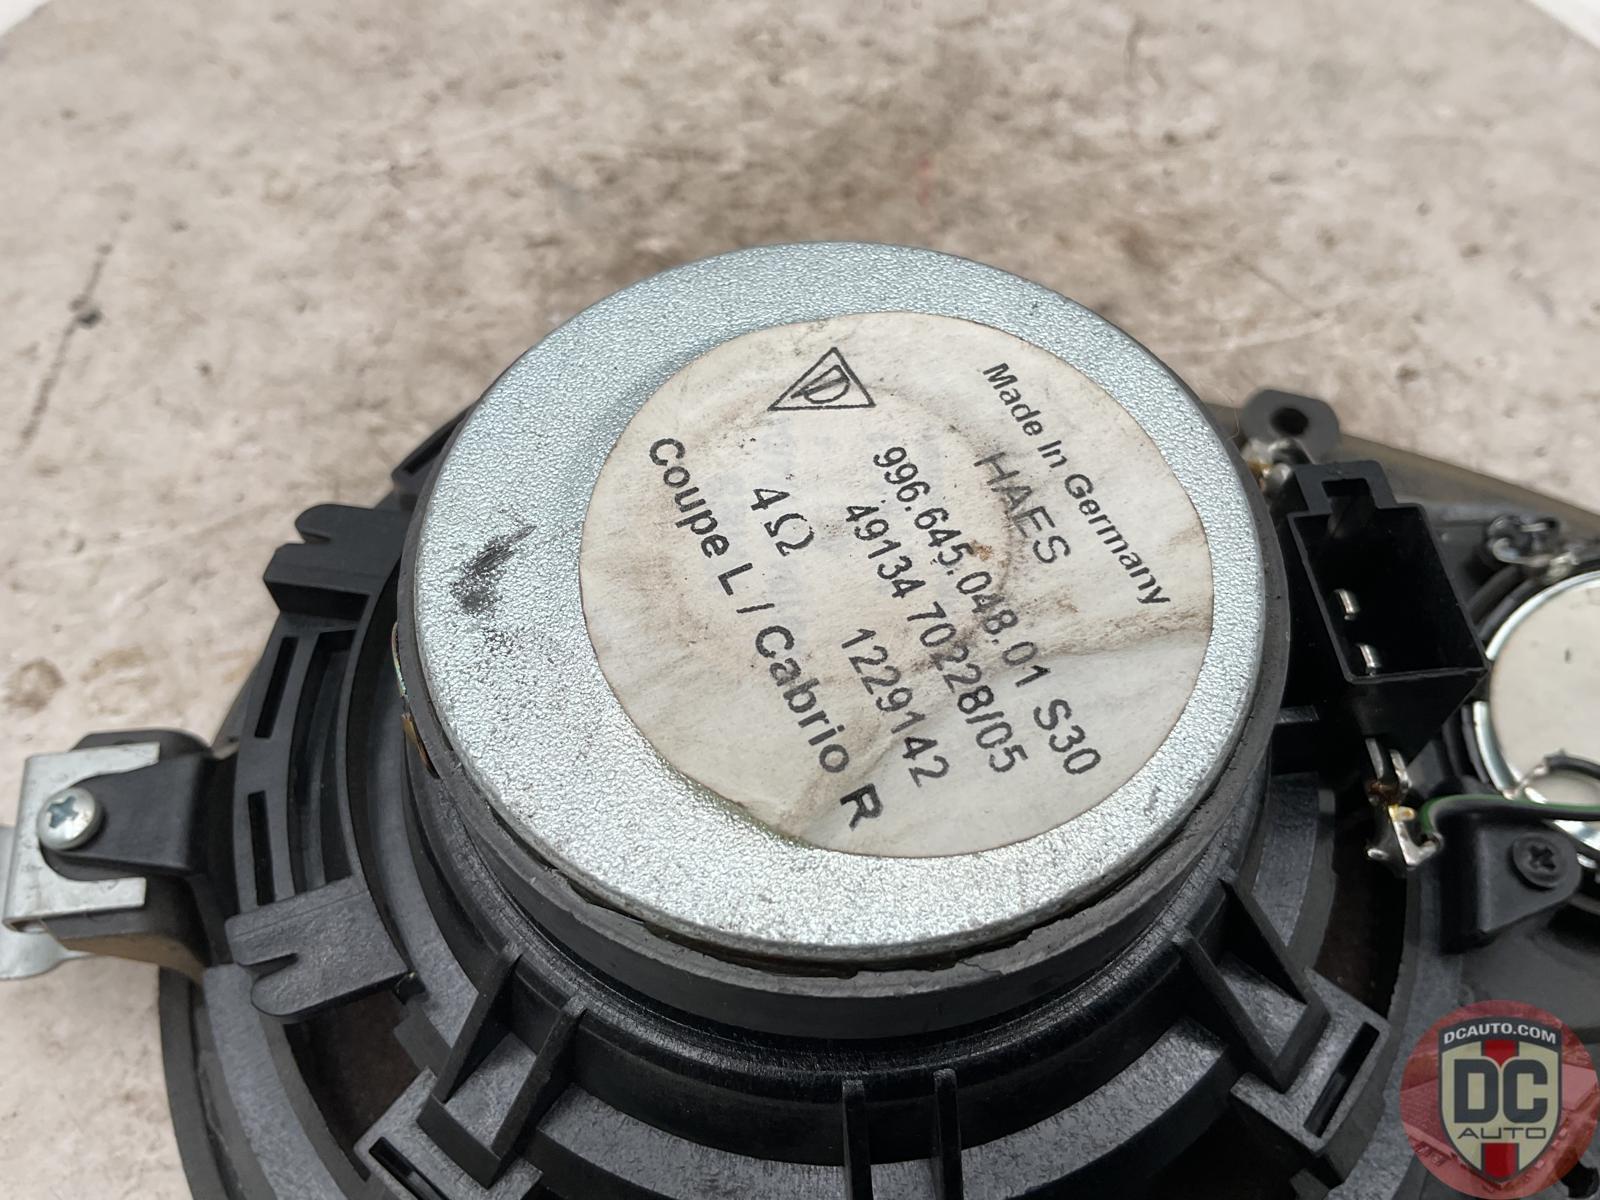 Made In Germany
HAES
996.645.048.01 S30
49134 70228/05
4Ω 1229142
Coupe L / Cabrio R
DCAUTO.COM
DC
AUTO